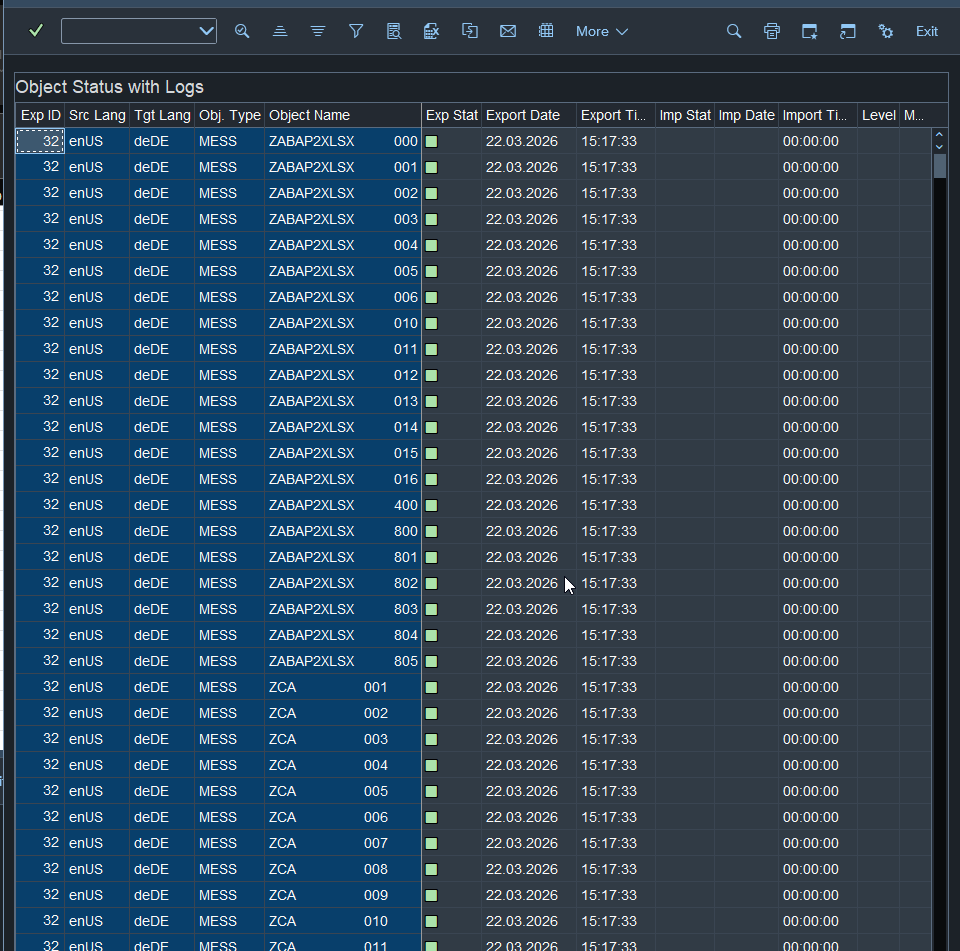 More Exit
Object Status with Logs
Exp ID Src Lang Tgt Lang Obj. Type Object Name Exp Stat Export Date Export Ti... Imp Stat Imp Date Import Ti... Level M...
32 enUS deDE MESS ZABAP2XLSX 000 22.03.2026 15:17:33 00:00:00
32 enUS deDE MESS ZABAP2XLSX 001 22.03.2026 15:17:33 00:00:00
32 enUS deDE MESS ZABAP2XLSX 002 22.03.2026 15:17:33 00:00:00
32 enUS deDE MESS ZABAP2XLSX 003 22.03.2026 15:17:33 00:00:00
32 enUS deDE MESS ZABAP2XLSX 004 22.03.2026 15:17:33 00:00:00
32 enUS deDE MESS ZABAP2XLSX 005 22.03.2026 15:17:33 00:00:00
32 enUS deDE MESS ZABAP2XLSX 006 22.03.2026 15:17:33 00:00:00
32 enUS deDE MESS ZABAP2XLSX 010 22.03.2026 15:17:33 00:00:00
32 enUS deDE MESS ZABAP2XLSX 011 22.03.2026 15:17:33 00:00:00
32 enUS deDE MESS ZABAP2XLSX 012 22.03.2026 15:17:33 00:00:00
32 enUS deDE MESS ZABAP2XLSX 013 22.03.2026 15:17:33 00:00:00
32 enUS deDE MESS ZABAP2XLSX 014 22.03.2026 15:17:33 00:00:00
32 enUS deDE MESS ZABAP2XLSX 015 22.03.2026 15:17:33 00:00:00
32 enUS deDE MESS ZABAP2XLSX 016 22.03.2026 15:17:33 00:00:00
32 enUS deDE MESS ZABAP2XLSX 400 22.03.2026 15:17:33 00:00:00
32 enUS deDE MESS ZABAP2XLSX 800 22.03.2026 15:17:33 00:00:00
32 enUS deDE MESS ZABAP2XLSX 801 22.03.2026 15:17:33 00:00:00
32 enUS deDE MESS ZABAP2XLSX 802 22.03.2026 15:17:33 00:00:00
32 enUS deDE MESS ZABAP2XLSX 803 22.03.2026 15:17:33 00:00:00
32 enUS deDE MESS ZABAP2XLSX 804 22.03.2026 15:17:33 00:00:00
32 enUS deDE MESS ZABAP2XLSX 805 22.03.2026 15:17:33 00:00:00
32 enUS deDE MESS ZCA 001 22.03.2026 15:17:33 00:00:00
32 enUS deDE MESS ZCA 002 22.03.2026 15:17:33 00:00:00
32 enUS deDE MESS ZCA 003 22.03.2026 15:17:33 00:00:00
32 enUS deDE MESS ZCA 004 22.03.2026 15:17:33 00:00:00
32 enUS deDE MESS ZCA 005 22.03.2026 15:17:33 00:00:00
32 enUS deDE MESS ZCA 006 22.03.2026 15:17:33 00:00:00
32 enUS deDE MESS ZCA 007 22.03.2026 15:17:33 00:00:00
32 enUS deDE MESS ZCA 008 22.03.2026 15:17:33 00:00:00
32 enUS deDE MESS ZCA 009 22.03.2026 15:17:33 00:00:00
32 enUS deDE MESS ZCA 010 22.03.2026 15:17:33 00:00:00
32 enUS deDE MESS ZCA 011 22.03.2026 15:17:33 00:00:00